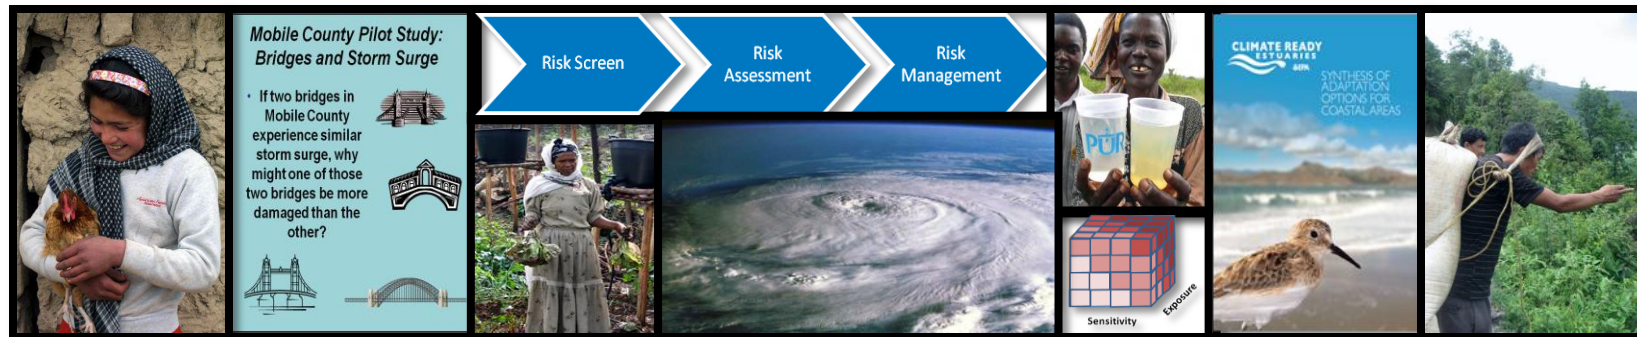 Mobile County Pilot Study:
Bridges and Storm Surge
• If two bridges in
Mobile County
experience similar
storm surge, why
might one of those
two bridges be more
damaged than the
other?
Risk Screen
Risk
Assessment
Risk
Management
PUR
Sensitivity
Exposure
CLIMATE READY
ESTUARIES
EPA
SYNTHESIS OF
ADAPTATION
OPTIONS FOR
COASTAL AREAS